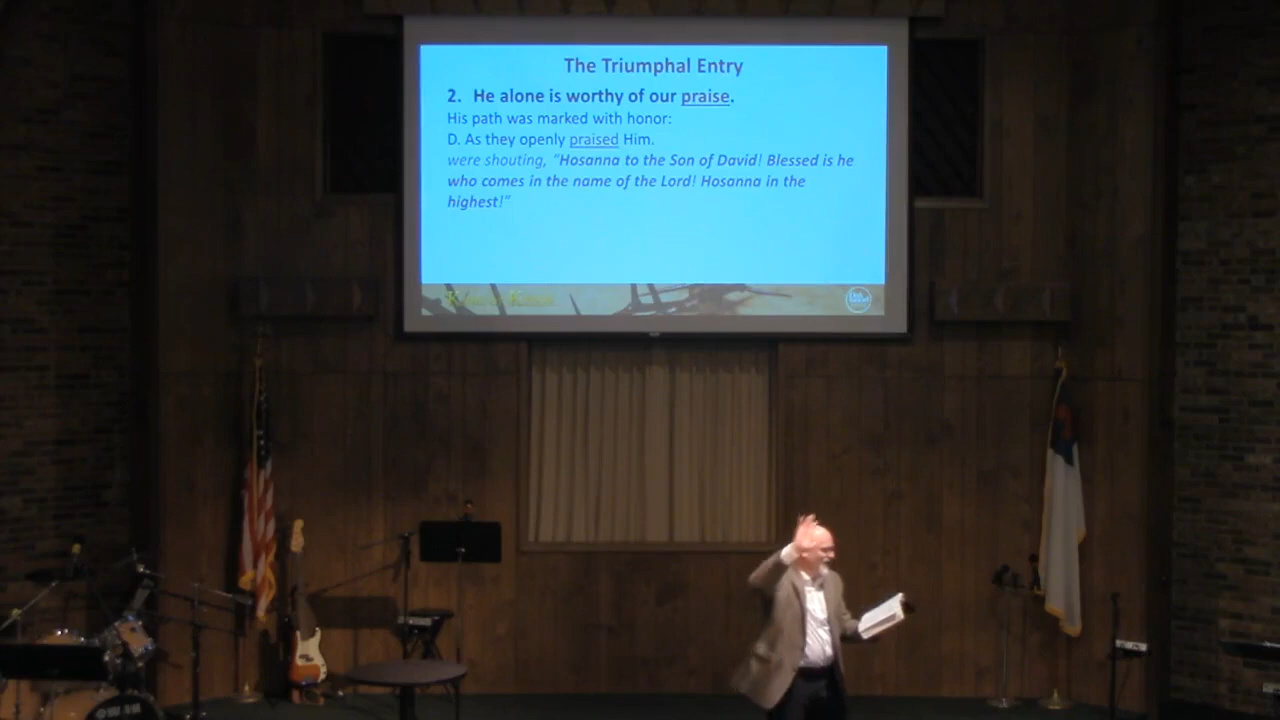 The Triumphal Entry
2. He alone is worthy of our praise.
His path was marked with honor:
D. As they openly praised Him.
were shouting, “Hosanna to the Son of David! Blessed is he
who comes in the name of the Lord! Hosanna in the
highest!”